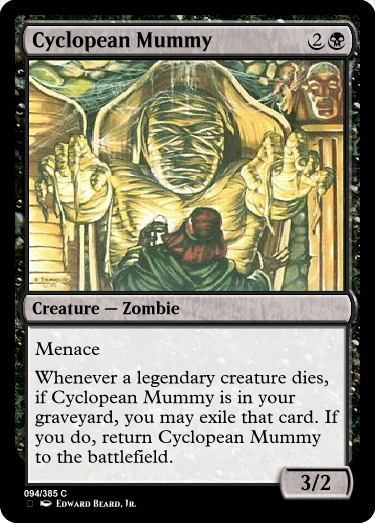 Cyclopean Mummy 2
Creature — Zombie
Menace
Whenever a legendary creature dies,
if Cyclopean Mummy is in your
graveyard, you may exile that card. If
you do, return Cyclopean Mummy
to the battlefield.
3/2
094/385 C
Edward Beard, Jr.